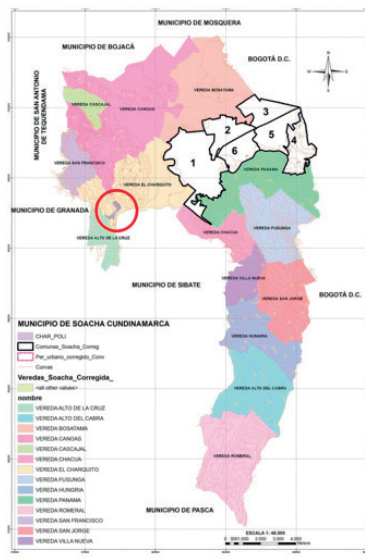 MUNICIPIO DE MOSQUERA
MUNICIPIO DE BOJACÁ
BOGOTÁ D.C.
MUNICIPIO DE SAN ANTONIO
DE TEQUENDAMA
VEREDA BOSATAMA
VEREDA CASCAJAL
VEREDA CANOAS
3
2
5
4
1
6
VEREDA SAN FRANCISCO
VEREDA EL CHARQUITO
VEREDA PANAMA
MUNICIPIO DE GRANADA
VEREDA ALTO DE LA CRUZ
VEREDA CHACUA
VEREDA FUSUNGA
MUNICIPIO DE SIBATE
VEREDA VILLA NUEVA
VEREDA SAN JORGE
BOGOTÁ D.C.
VEREDA HUNGRIA
VEREDA ALTO DEL CABRA
VEREDA ROMERAL
MUNICIPIO DE PASCA
MUNICIPIO DE SOACHA CUNDINAMARCA
CHAR_POLI
Comunas_Soacha_Corrig
Per_urbano_corregido_Conv
Curvas
Veredas_Soacha_Corregida_
<all other values>
nombre
VEREDA ALTO DE LA CRUZ
VEREDA ALTO DEL CABRA
VEREDA BOSATAMA
VEREDA CANOAS
VEREDA CASCAJAL
VEREDA CHACUA
VEREDA EL CHARQUITO
VEREDA FUSUNGA
VEREDA HUNGRIA
VEREDA PANAMA
VEREDA ROMERAL
VEREDA SAN FRANCISCO
VEREDA SAN JORGE
VEREDA VILLA NUEVA